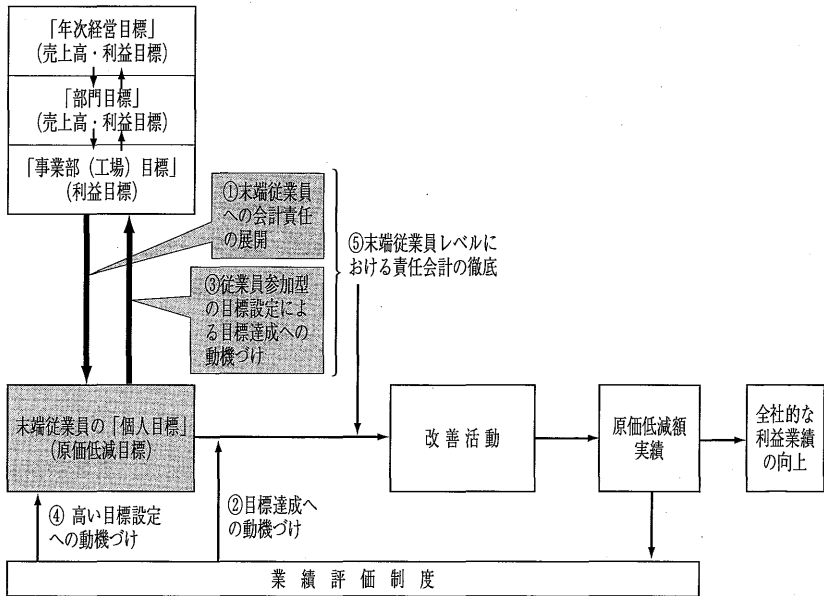 「年次経営目標」
(売上高・利益目標)
「部門目標」
(売上高・利益目標)
「事業部(工場)目標」
(利益目標)
①末端従業員
への会計責任
の展開
③従業員参加型
の目標設定によ
る目標達成への
動機づけ
⑤末端従業員レベルに
おける責任会計の徹底
末端従業員の「個人目標」
(原価低減目標)
改善活動
原価低減額
実績
全社的な
利益業績
の向上
④ 高い目標設定
への動機づけ
②目標達成へ
の動機づけ
業績評価制度